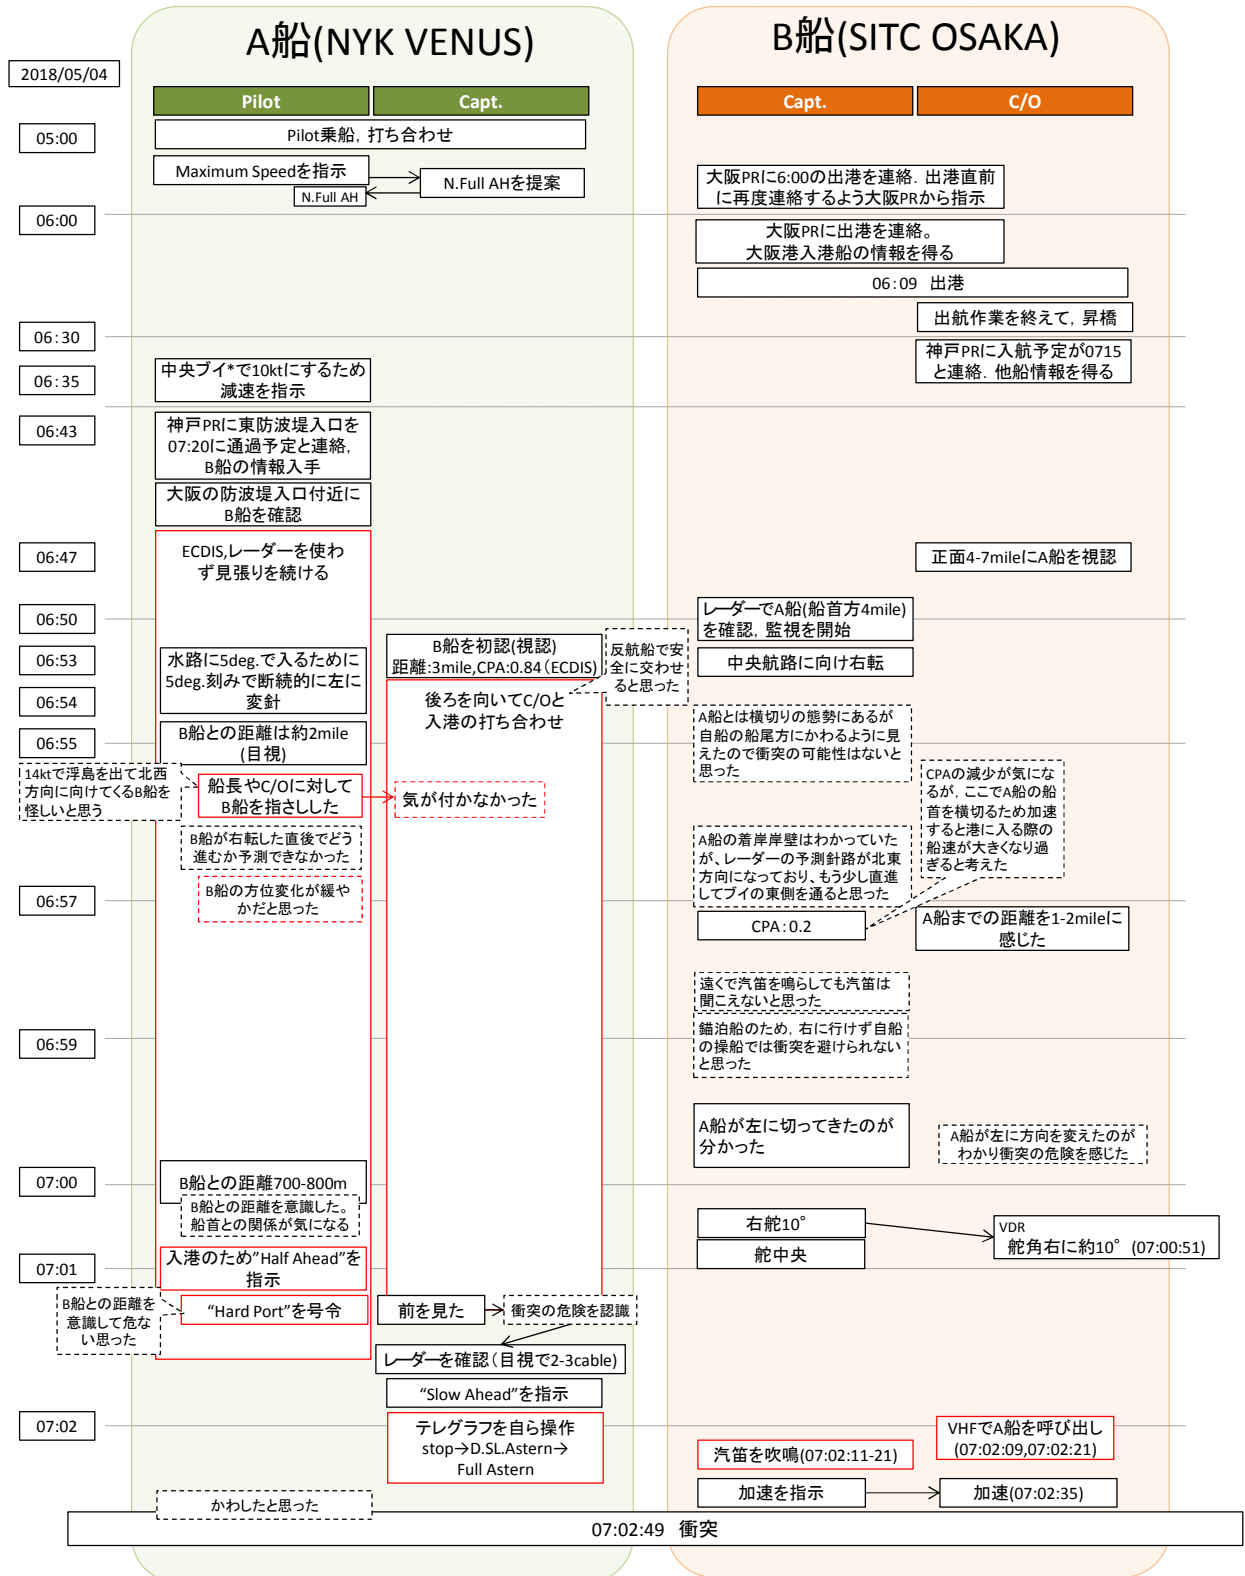 A船(NYK VENUS)
B船(SITC OSAKA)
2018/05/04
Pilot
Capt.
Capt.
C/O
05:00
Pilot乗船，打ち合わせ
Maximum Speedを指示
N.Full AHを提案
N.Full AH
大阪PRに6:00の出港を連絡．出港直前
に再度連絡するよう大阪PRから指示
06:00
大阪PRに出港を連絡。
大阪港入港船の情報を得る
06:09 出港
出航作業を終えて，昇橋
06:30
神戸PRに入航予定が0715
と連絡．他船情報を得る
06:35
中央ブイ*で10ktにするため
減速を指示
06:43
神戸PRに東防波堤入口を
07:20に通過予定と連絡，
B船の情報入手
大阪の防波堤入口付近に
B船を確認
06:47
ECDIS,レーダーを使わ
ず見張りを続ける
正面4-7mileにA船を視認
06:50
レーダーでA船(船首方4mile)
を確認，監視を開始
B船を初認(視認)
距離:3mile,CPA:0.84（ECDIS)
反航船で安
全に交わせ
ると思った
06:53
水路に5deg.で入るために
5deg.刻みで断続的に左に
変針
中央航路に向け右転
06:54
後ろを向いてC/Oと
入港の打ち合わせ
A船とは横切りの態勢にあるが
自船の船尾方にかわるように見
えたので衝突の可能性はないと
思った
06:55
B船との距離は約2mile
(目視)
14ktで浮島を出て北西
方向に向けてくるB船を
怪しいと思う
船長やC/Oに対して
B船を指さしした
気が付かなかった
CPAの減少が気にな
るが，ここでA船の船
首を横切るため加速
すると港に入る際の
船速が大きくなり過
ぎると考えた
B船が右転した直後でどう
進むか予測できなかった
A船の着岸岸壁はわかっていた
が、レーダーの予測針路が北東
方向になっており、もう少し直進
してブイの東側を通ると思った
06:57
B船の方位変化が緩や
かだと思った
CPA：0.2
A船までの距離を1-2mileに
感じた
遠くで汽笛を鳴らしても汽笛は
聞こえないと思った
06:59
錨泊船のため，右に行けず自船
の操船では衝突を避けられない
と思った
A船が左に切ってきたのが
分かった
A船が左に方向を変えたのが
わかり衝突の危険を感じた
07:00
B船との距離700-800m
B船との距離を意識した。
船首との関係が気になる
右舵10°
VDR
舵角右に約10° (07:00:51)
舵中央
07:01
入港のため”Half Ahead”を
指示
B船との距離を
意識して危な
い思った
“Hard Port”を号令
前を見た
衝突の危険を認識
レーダーを確認（目視で2-3cable)
“Slow Ahead”を指示
07:02
テレグラフを自ら操作
stop→D.SL.Astern→
Full Astern
汽笛を吹鳴(07:02:11-21)
VHFでA船を呼び出し
(07:02:09,07:02:21)
加速を指示
加速(07:02:35)
かわしたと思った
07:02:49 衝突